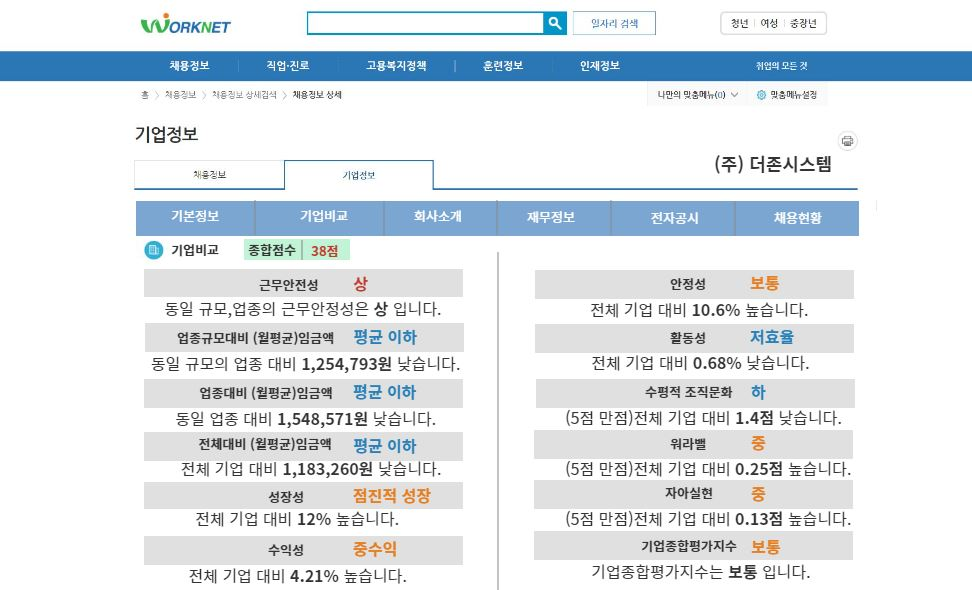 WORKNET
일자리 검색
청년 여성 중장년
채용정보 직업·진로 고용복지정책 훈련정보 인재정보 취업의 모든 것
홈 > 채용정보 > 채용정보 상세검색 > 채용정보 상세
나만의 맞춤메뉴(0) 맞춤메뉴설정
기업정보
채용정보 기업정보
(주) 더존시스템
기본정보 기업비교 회사소개 재무정보 전자공시 채용현황
기업비교 종합점수 38점
근무안전성 상
동일 규모,업종의 근무안정성은 상 입니다.
업종규모대비 (월평균)임금액 평균 이하
동일 규모의 업종 대비 1,254,793원 낮습니다.
업종대비 (월평균)임금액 평균 이하
동일 업종 대비 1,548,571원 낮습니다.
전체대비 (월평균)임금액 평균 이하
전체 기업 대비 1,183,260원 낮습니다.
성장성 점진적 성장
전체 기업 대비 12% 높습니다.
수익성 중수익
전체 기업 대비 4.21% 높습니다.
안정성 보통
전체 기업 대비 10.6% 높습니다.
활동성 저효율
전체 기업 대비 0.68% 낮습니다.
수평적 조직문화 하
(5점 만점)전체 기업 대비 1.4점 낮습니다.
워라밸 중
(5점 만점)전체 기업 대비 0.25점 높습니다.
자아실현 중
(5점 만점)전체 기업 대비 0.13점 높습니다.
기업종합평가지수 보통
기업종합평가지수는 보통 입니다.